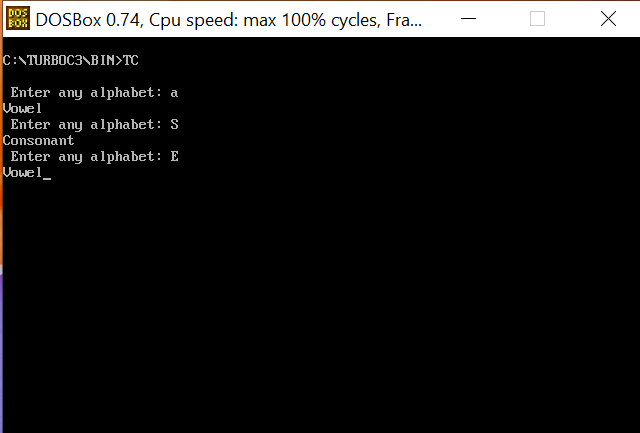 DOS
BOX
DOSBox 0.74, Cpu speed: max 100% cycles, Fra...
C:\TURBOC3\BIN>TC
Enter any alphabet: a
Vowel
Enter any alphabet: S
Consonant
Enter any alphabet: E
Vowel_